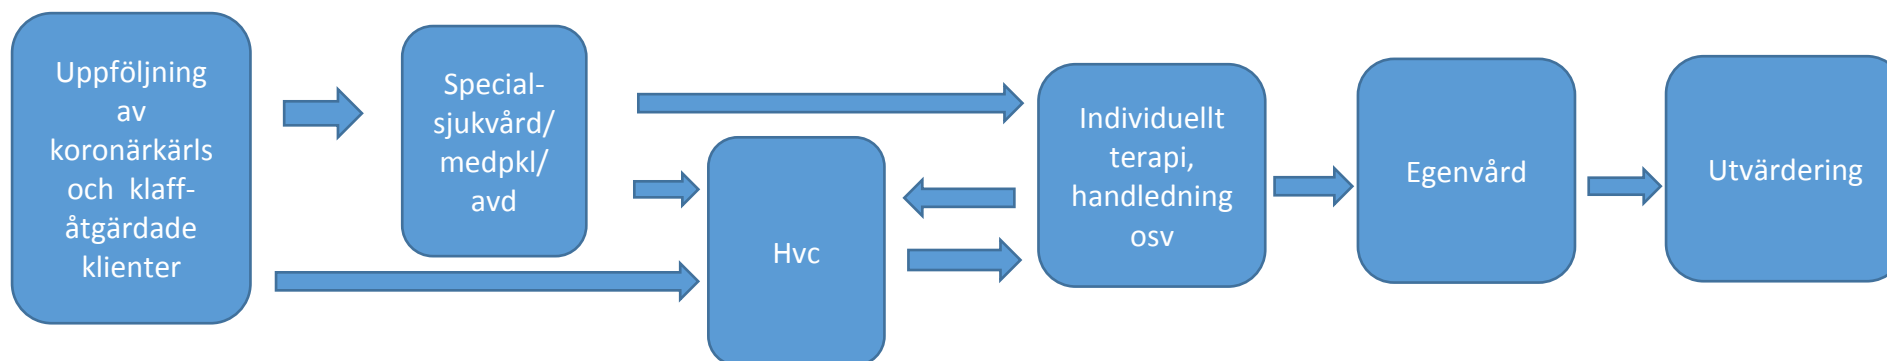 Uppföljning
av
koronärkärls
och klaff-
åtgärdade
klienter
Special-
sjukvård/
medpkl/
avd
Hvc
Individuellt
terapi,
handledning
osv
Egenvård
Utvärdering